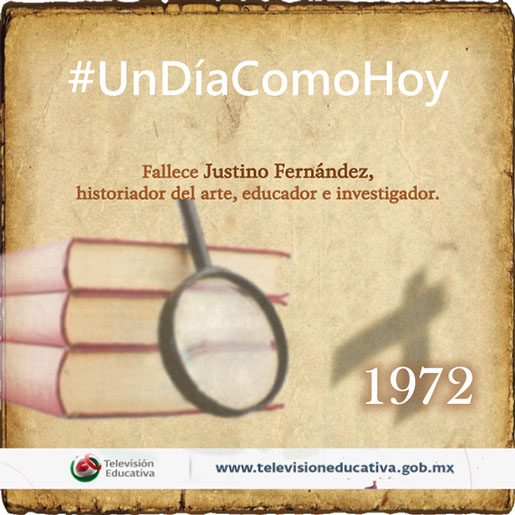 #UnDíaComoHoy
Fallece Justino Fernández,
historiador del arte, educador e investigador.
1972
Televisión
Educativa
www.televisioneducativa.gob.mx